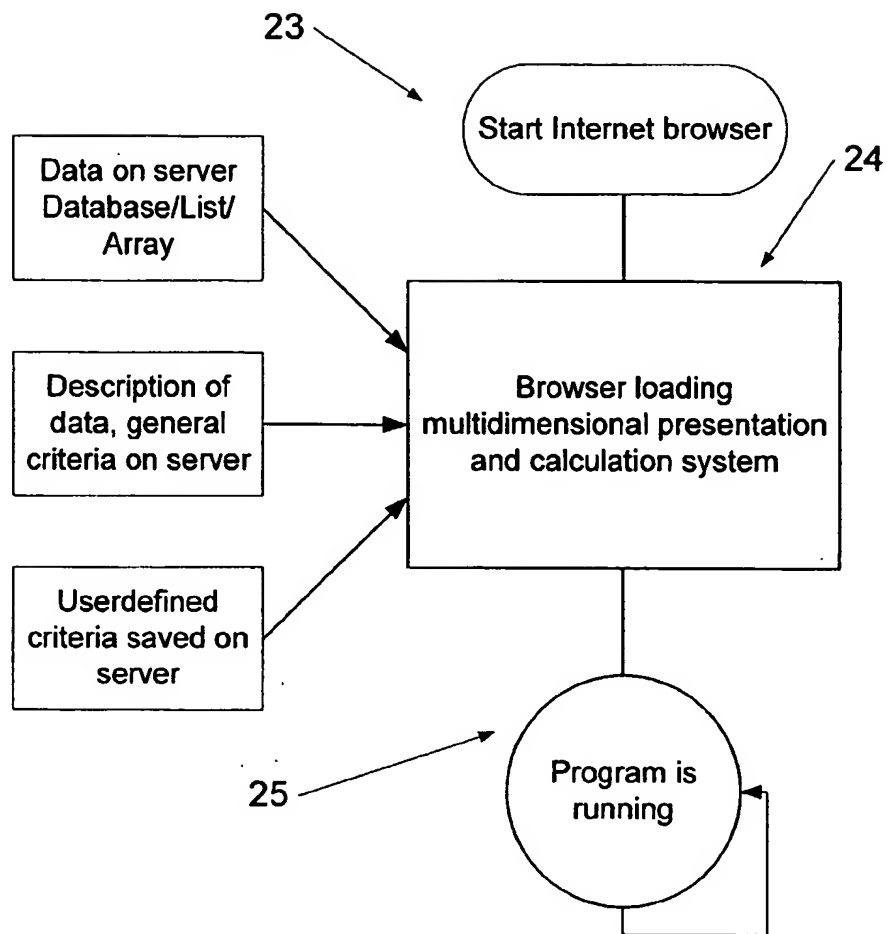 23
Start Internet browser
24
Data on server
Database/List/
Array
Description of
data, general
criteria on server
Userdefined
criteria saved on
server
Browser loading
multidimensional presentation
and calculation system
25
Program is
running